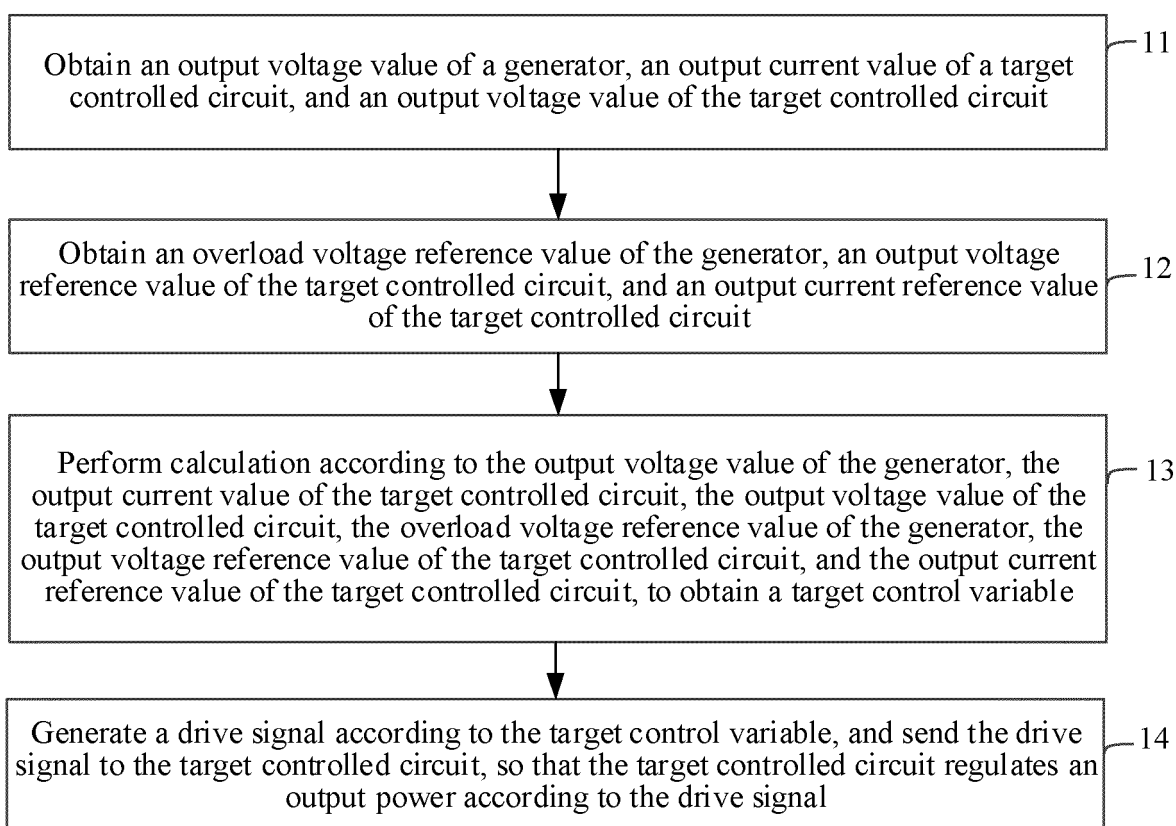 Obtain an output voltage value of a generator, an output current value of a target
controlled circuit, and an output voltage value of the target controlled circuit
11
Obtain an overload voltage reference value of the generator, an output voltage
reference value of the target controlled circuit, and an output current reference value
of the target controlled circuit
12
Perform calculation according to the output voltage value of the generator, the
output current value of the target controlled circuit, the output voltage value of the
target controlled circuit, the overload voltage reference value of the generator, the
output voltage reference value of the target controlled circuit, and the output current
reference value of the target controlled circuit, to obtain a target control variable
13
Generate a drive signal according to the target control variable, and send the drive
signal to the target controlled circuit, so that the target controlled circuit regulates an
output power according to the drive signal
14